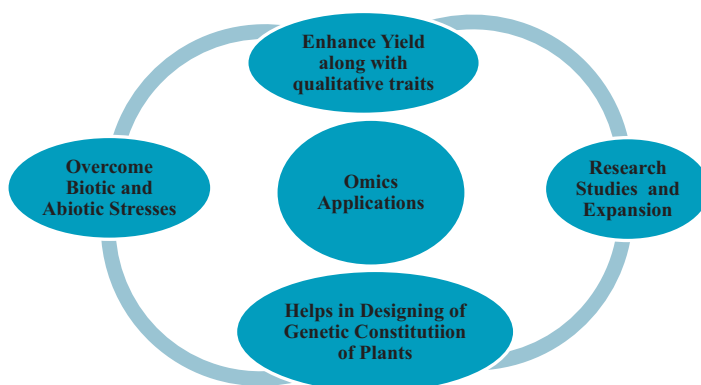 Enhance Yield
along with
qualitative traits
Overcome
Biotic and
Abiotic Stresses
Omics
Applications
Research
Studies and
Expansion
Helps in Designing of
Genetic Constitutiion
of Plants